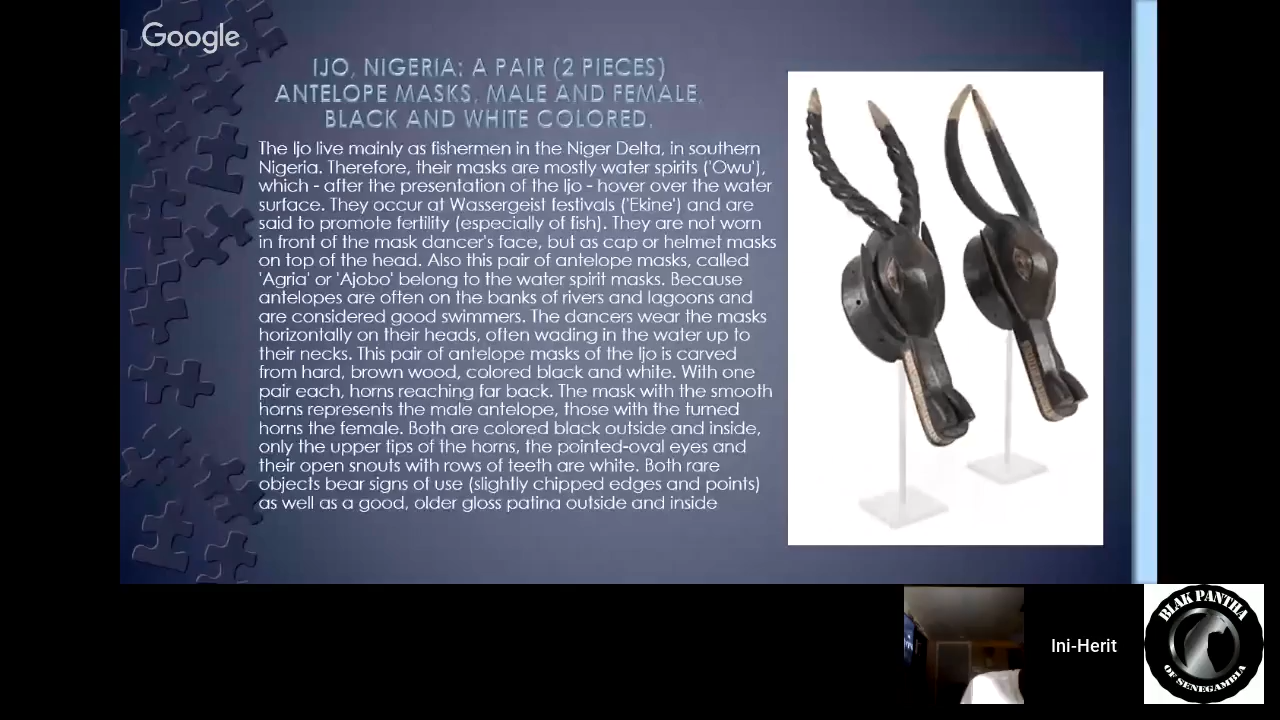 Google
IJO, NIGERIA: A PAIR (2 PIECES)
ANTELOPE MASKS, MALE AND FEMALE,
BLACK AND WHITE COLORED.
The Ijo live mainly as fishermen in the Niger Delta, in southern
Nigeria. Therefore, their masks are mostly water spirits ('Owu'),
which - after the presentation of the Ijo - hover over the water
surface. They occur at Wassergeist festivals ('Ekine') and are
said to promote fertility (especially of fish). They are not worn
in front of the mask dancer's face, but as cap or helmet masks
on top of the head. Also this pair of antelope masks, called
'Agria' or 'Ajobo' belong to the water spirit masks. Because
antelopes are often on the banks of rivers and lagoons and
are considered good swimmers. The dancers wear the masks
horizontally on their heads, often wading in the water up to
their necks. This pair of antelope masks of the Ijo is carved
from hard, brown wood, colored black and white. With one
pair each, horns reaching far back. The mask with the smooth
horns represents the male antelope, those with the turned
horns the female. Both are colored black outside and inside,
only the upper tips of the horns, the pointed-oval eyes and
their open snouts with rows of teeth are white. Both rare
objects bear signs of use (slightly chipped edges and points)
as well as a good, older gloss patina outside and inside
Ini-Herit
BLAK PANTHA
OF SENEGAMBIA